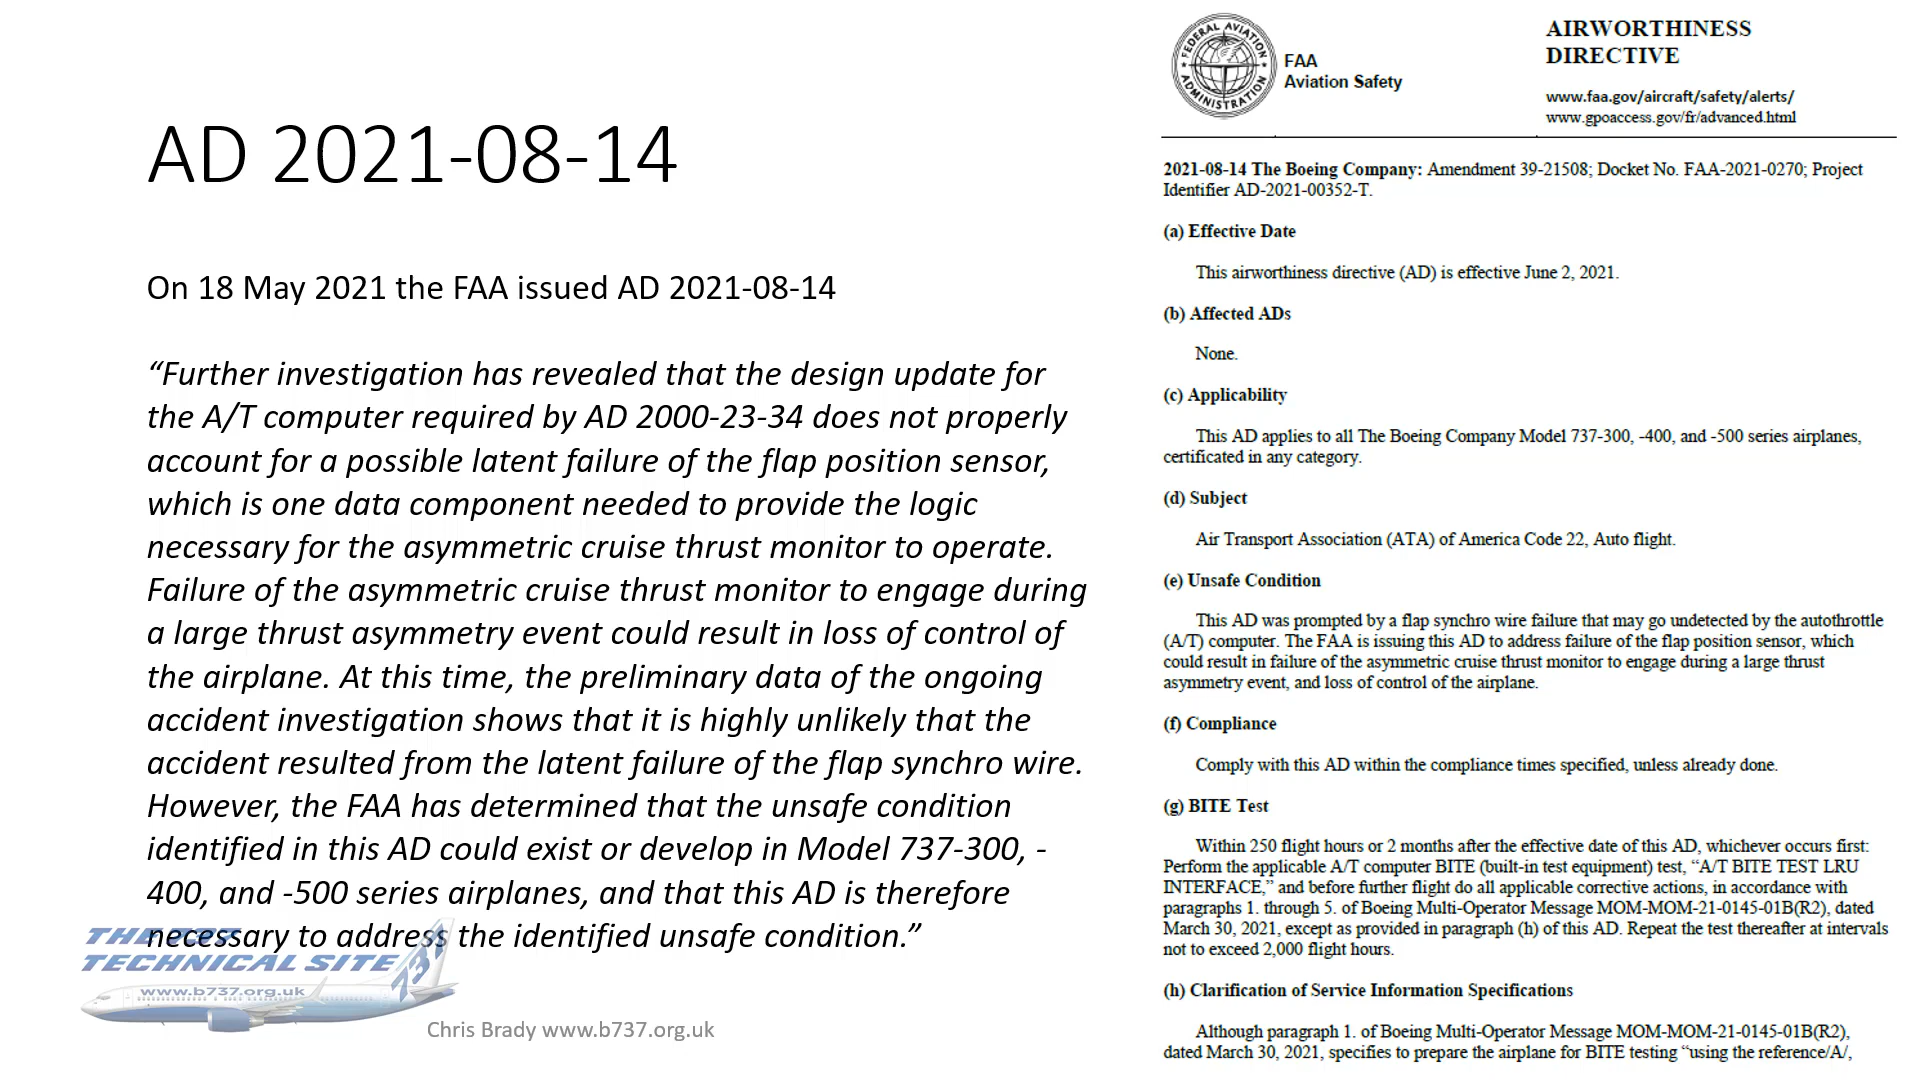 AD 2021-08-14
On 18 May 2021 the FAA issued AD 2021-08-14
“Further investigation has revealed that the design update for
the A/T computer required by AD 2000-23-34 does not properly
account for a possible latent failure of the flap position sensor,
which is one data component needed to provide the logic
necessary for the asymmetric cruise thrust monitor to operate.
Failure of the asymmetric cruise thrust monitor to engage during
a large thrust asymmetry event could result in loss of control of
the airplane. At this time, the preliminary data of the ongoing
accident investigation shows that it is highly unlikely that the
accident resulted from the latent failure of the flap synchro wire.
However, the FAA has determined that the unsafe condition
identified in this AD could exist or develop in Model 737-300, -
400, and -500 series airplanes, and that this AD is therefore
necessary to address the identified unsafe condition.”
THE 737
TECHNICAL SITE
www.b737.org.uk
737
Chris Brady www.b737.org.uk
FEDERAL AVIATION
ADMINISTRATION
FAA
Aviation Safety
AIRWORTHINESS
DIRECTIVE
www.faa.gov/aircraft/safety/alerts/
www.gpoaccess.gov/fr/advanced.html
2021-08-14 The Boeing Company: Amendment 39-21508; Docket No. FAA-2021-0270; Project
Identifier AD-2021-00352-T.
(a) Effective Date
This airworthiness directive (AD) is effective June 2, 2021.
(b) Affected ADs
None.
(c) Applicability
This AD applies to all The Boeing Company Model 737-300, -400, and -500 series airplanes,
certificated in any category.
(d) Subject
Air Transport Association (ATA) of America Code 22, Auto flight.
(e) Unsafe Condition
This AD was prompted by a flap synchro wire failure that may go undetected by the autothrottle
(A/T) computer. The FAA is issuing this AD to address failure of the flap position sensor, which
could result in failure of the asymmetric cruise thrust monitor to engage during a large thrust
asymmetry event, and loss of control of the airplane.
(f) Compliance
Comply with this AD within the compliance times specified, unless already done.
(g) BITE Test
Within 250 flight hours or 2 months after the effective date of this AD, whichever occurs first:
Perform the applicable A/T computer BITE (built-in test equipment) test, “A/T BITE TEST LRU
INTERFACE,” and before further flight do all applicable corrective actions, in accordance with
paragraphs 1. through 5. of Boeing Multi-Operator Message MOM-MOM-21-0145-01B(R2), dated
March 30, 2021, except as provided in paragraph (h) of this AD. Repeat the test thereafter at intervals
not to exceed 2,000 flight hours.
(h) Clarification of Service Information Specifications
Although paragraph 1. of Boeing Multi-Operator Message MOM-MOM-21-0145-01B(R2),
dated March 30, 2021, specifies to prepare the airplane for BITE testing “using the reference/A/,